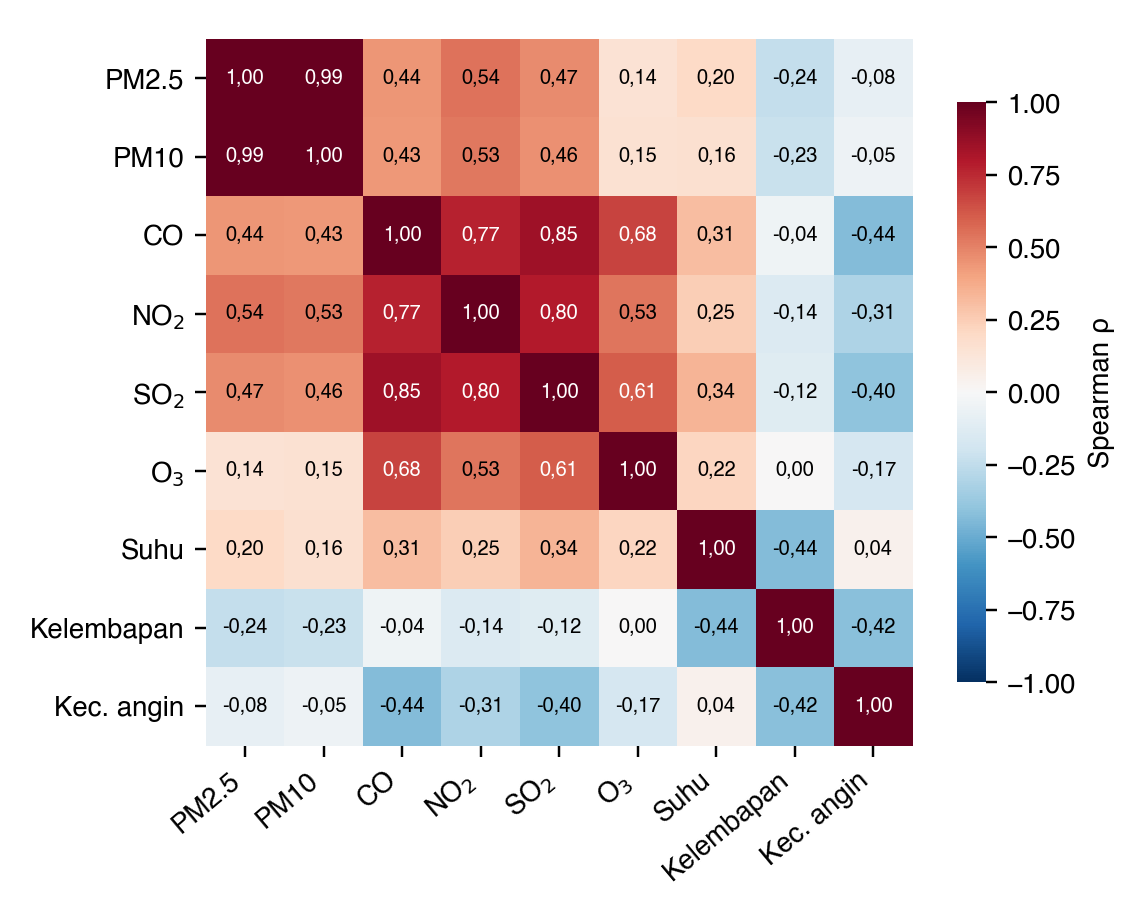 PM2.5 1,00 0,99 0,44 0,54 0,47 0,14 0,20 -0,24 -0,08
PM10 0,99 1,00 0,43 0,53 0,46 0,15 0,16 -0,23 -0,05
CO 0,44 0,43 1,00 0,77 0,85 0,68 0,31 -0,04 -0,44
NO₂ 0,54 0,53 0,77 1,00 0,80 0,53 0,25 -0,14 -0,31
SO₂ 0,47 0,46 0,85 0,80 1,00 0,61 0,34 -0,12 -0,40
O₃ 0,14 0,15 0,68 0,53 0,61 1,00 0,22 0,00 -0,17
Suhu 0,20 0,16 0,31 0,25 0,34 0,22 1,00 -0,44 0,04
Kelembapan -0,24 -0,23 -0,04 -0,14 -0,12 0,00 -0,44 1,00 -0,42
Kec. angin -0,08 -0,05 -0,44 -0,31 -0,40 -0,17 0,04 -0,42 1,00
PM2.5 PM10 CO NO₂ SO₂ O₃ Suhu Kelembapan Kec. angin
1.00
0.75
0.50
0.25
0.00
−0.25
−0.50
−0.75
−1.00
Spearman ρ